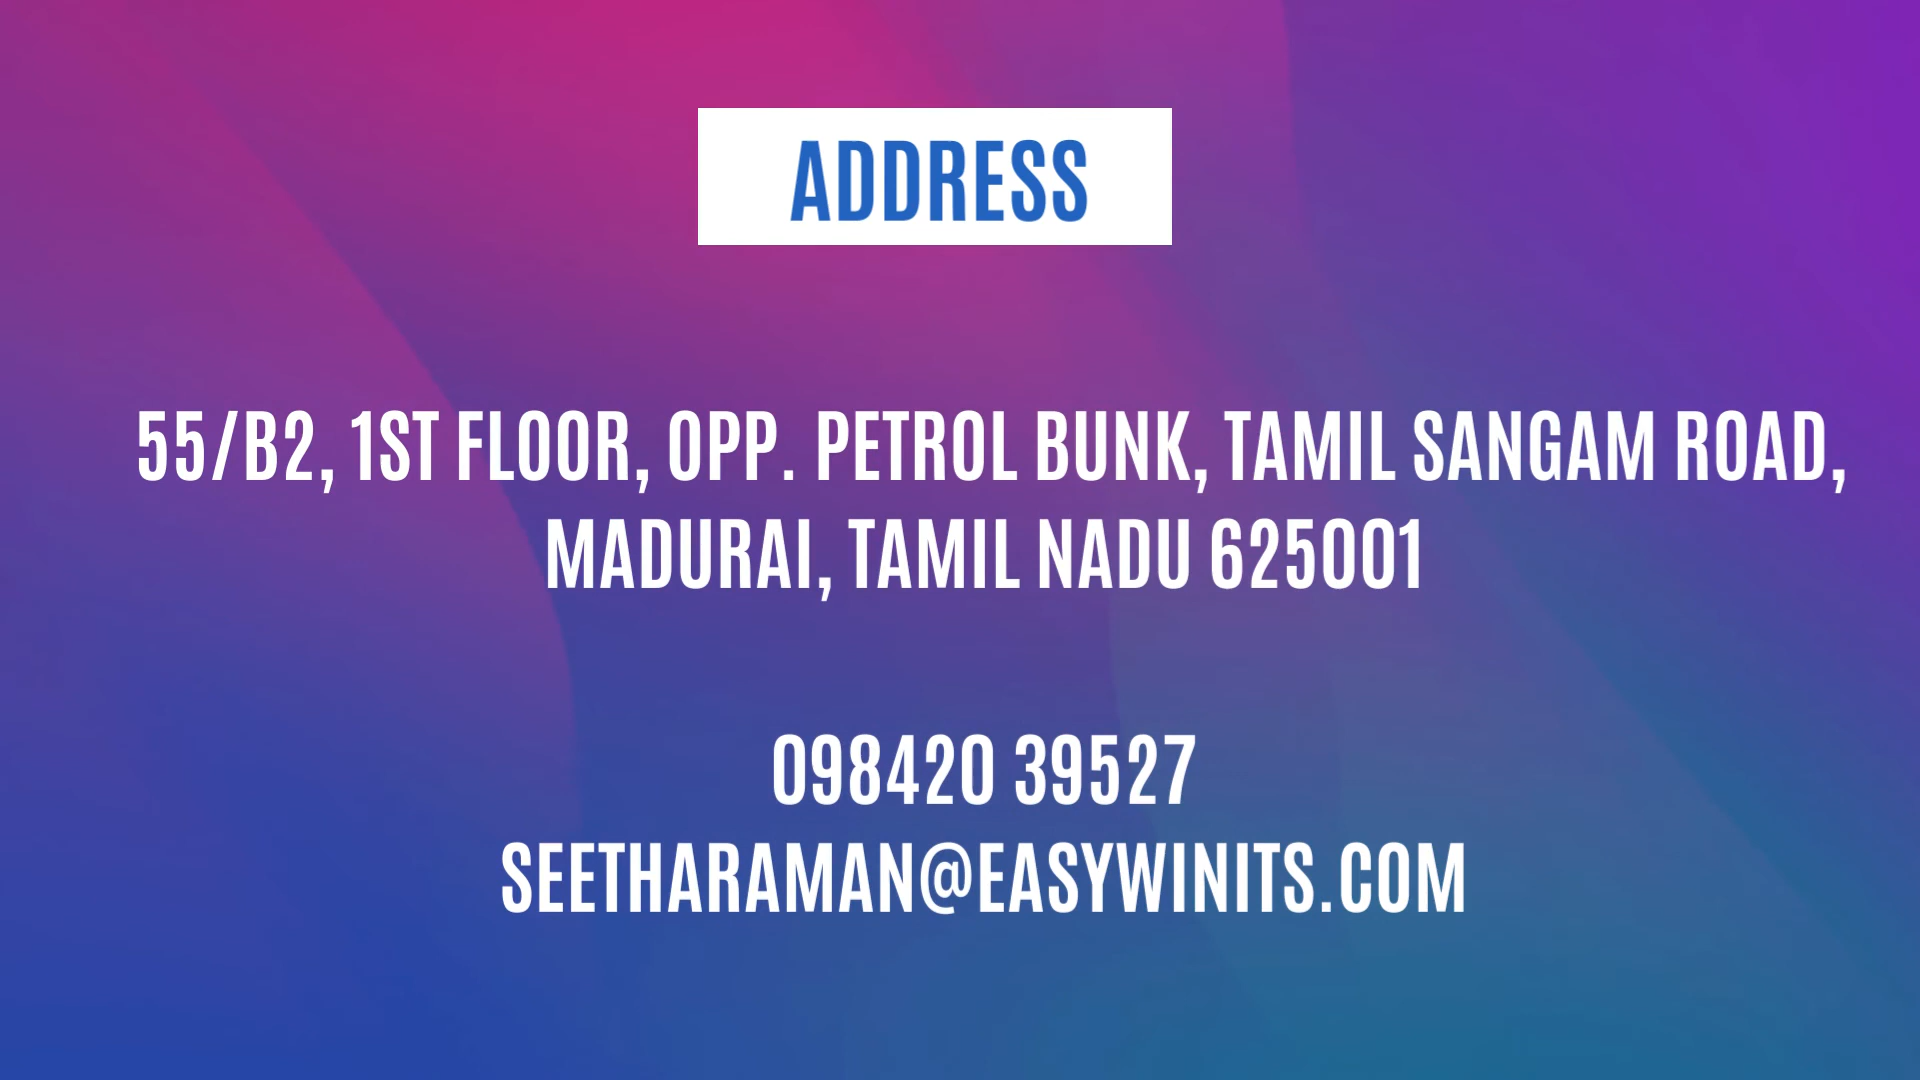 ADDRESS
55/B2, 1ST FLOOR, OPP. PETROL BUNK, TAMIL SANGAM ROAD,
MADURAI, TAMIL NADU 625001
098420 39527
SEETHARAMAN@EASYWINITS.COM